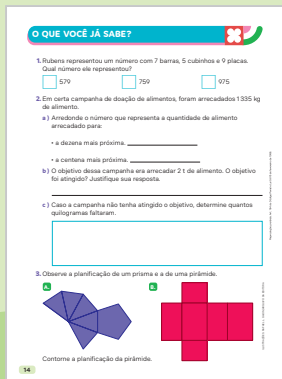 O QUE VOCÊ JÁ SABE?
1. Rubens representou um número com 7 barras, 5 cubinhos e 9 placas.
Qual número ele representou?
579
759
975
2. Em certa campanha de doação de alimentos, foram arrecadados 1335 kg
de alimento.
a) Arredonde o número que representa a quantidade de alimento
arrecadado para:
• a dezena mais próxima.
• a centena mais próxima.
b) O objetivo dessa campanha era arrecadar 2 t de alimento. O objetivo
foi atingido? Justifique sua resposta.
c) Caso a campanha não tenha atingido o objetivo, determine quantos
quilogramas faltaram.
3. Observe a planificação de um prisma e a de uma pirâmide.
A.
B.
Contorne a planificação da pirâmide.
14